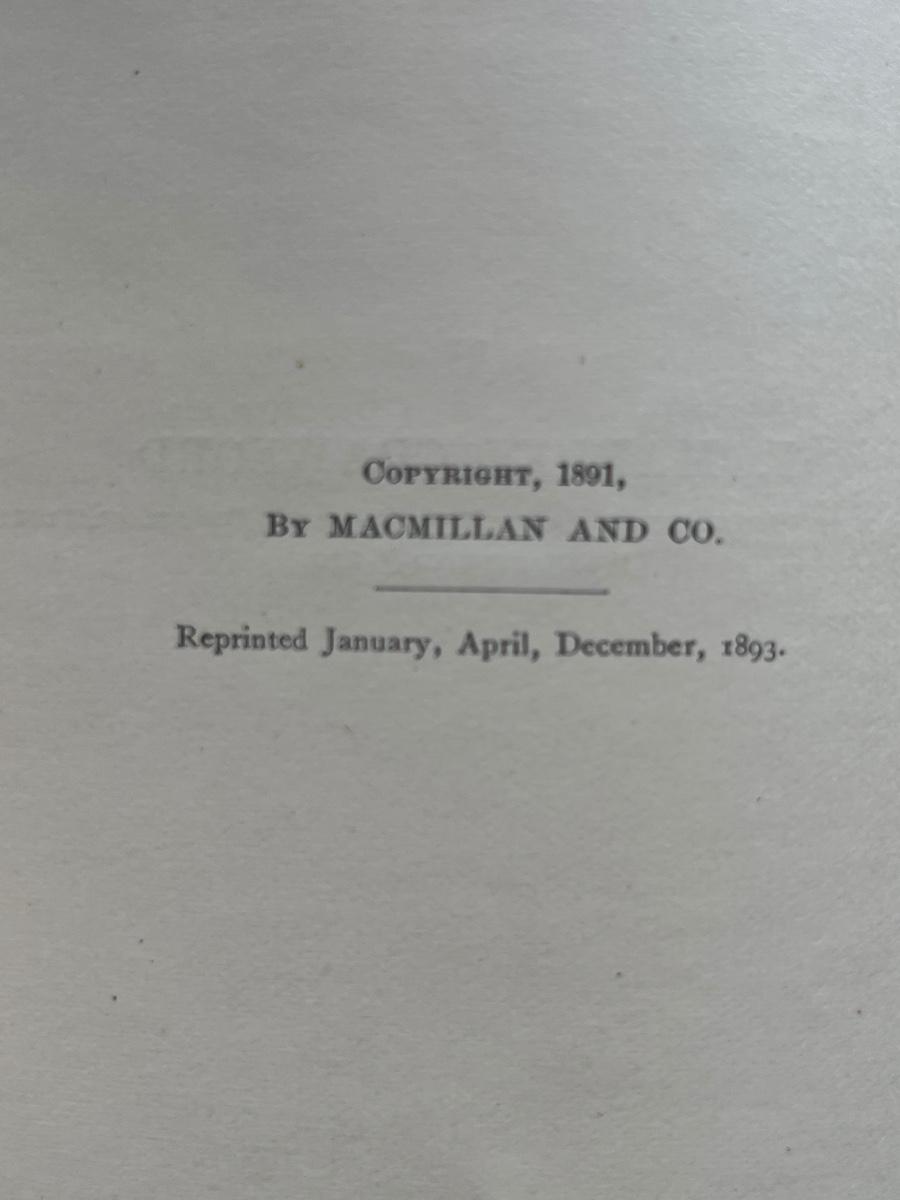 COPYRIGHT, 1891,
BY MACMILLAN AND CO.
Reprinted January, April, December, 1893.